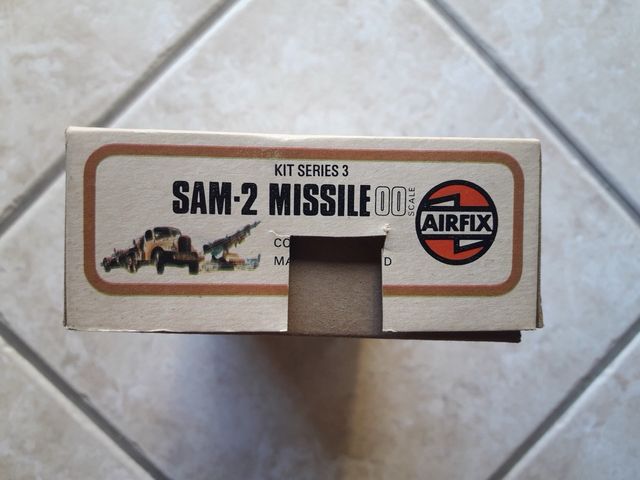 KIT SERIES 3
SAM-2 MISSILE 00 SCALE
AIRFIX